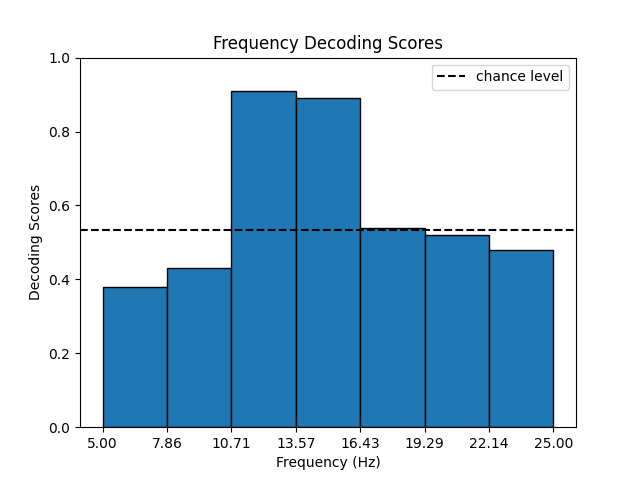 Frequency Decoding Scores
chance level
Decoding Scores
1.0
0.8
0.6
0.4
0.2
0.0
5.00 7.86 10.71 13.57 16.43 19.29 22.14 25.00
Frequency (Hz)